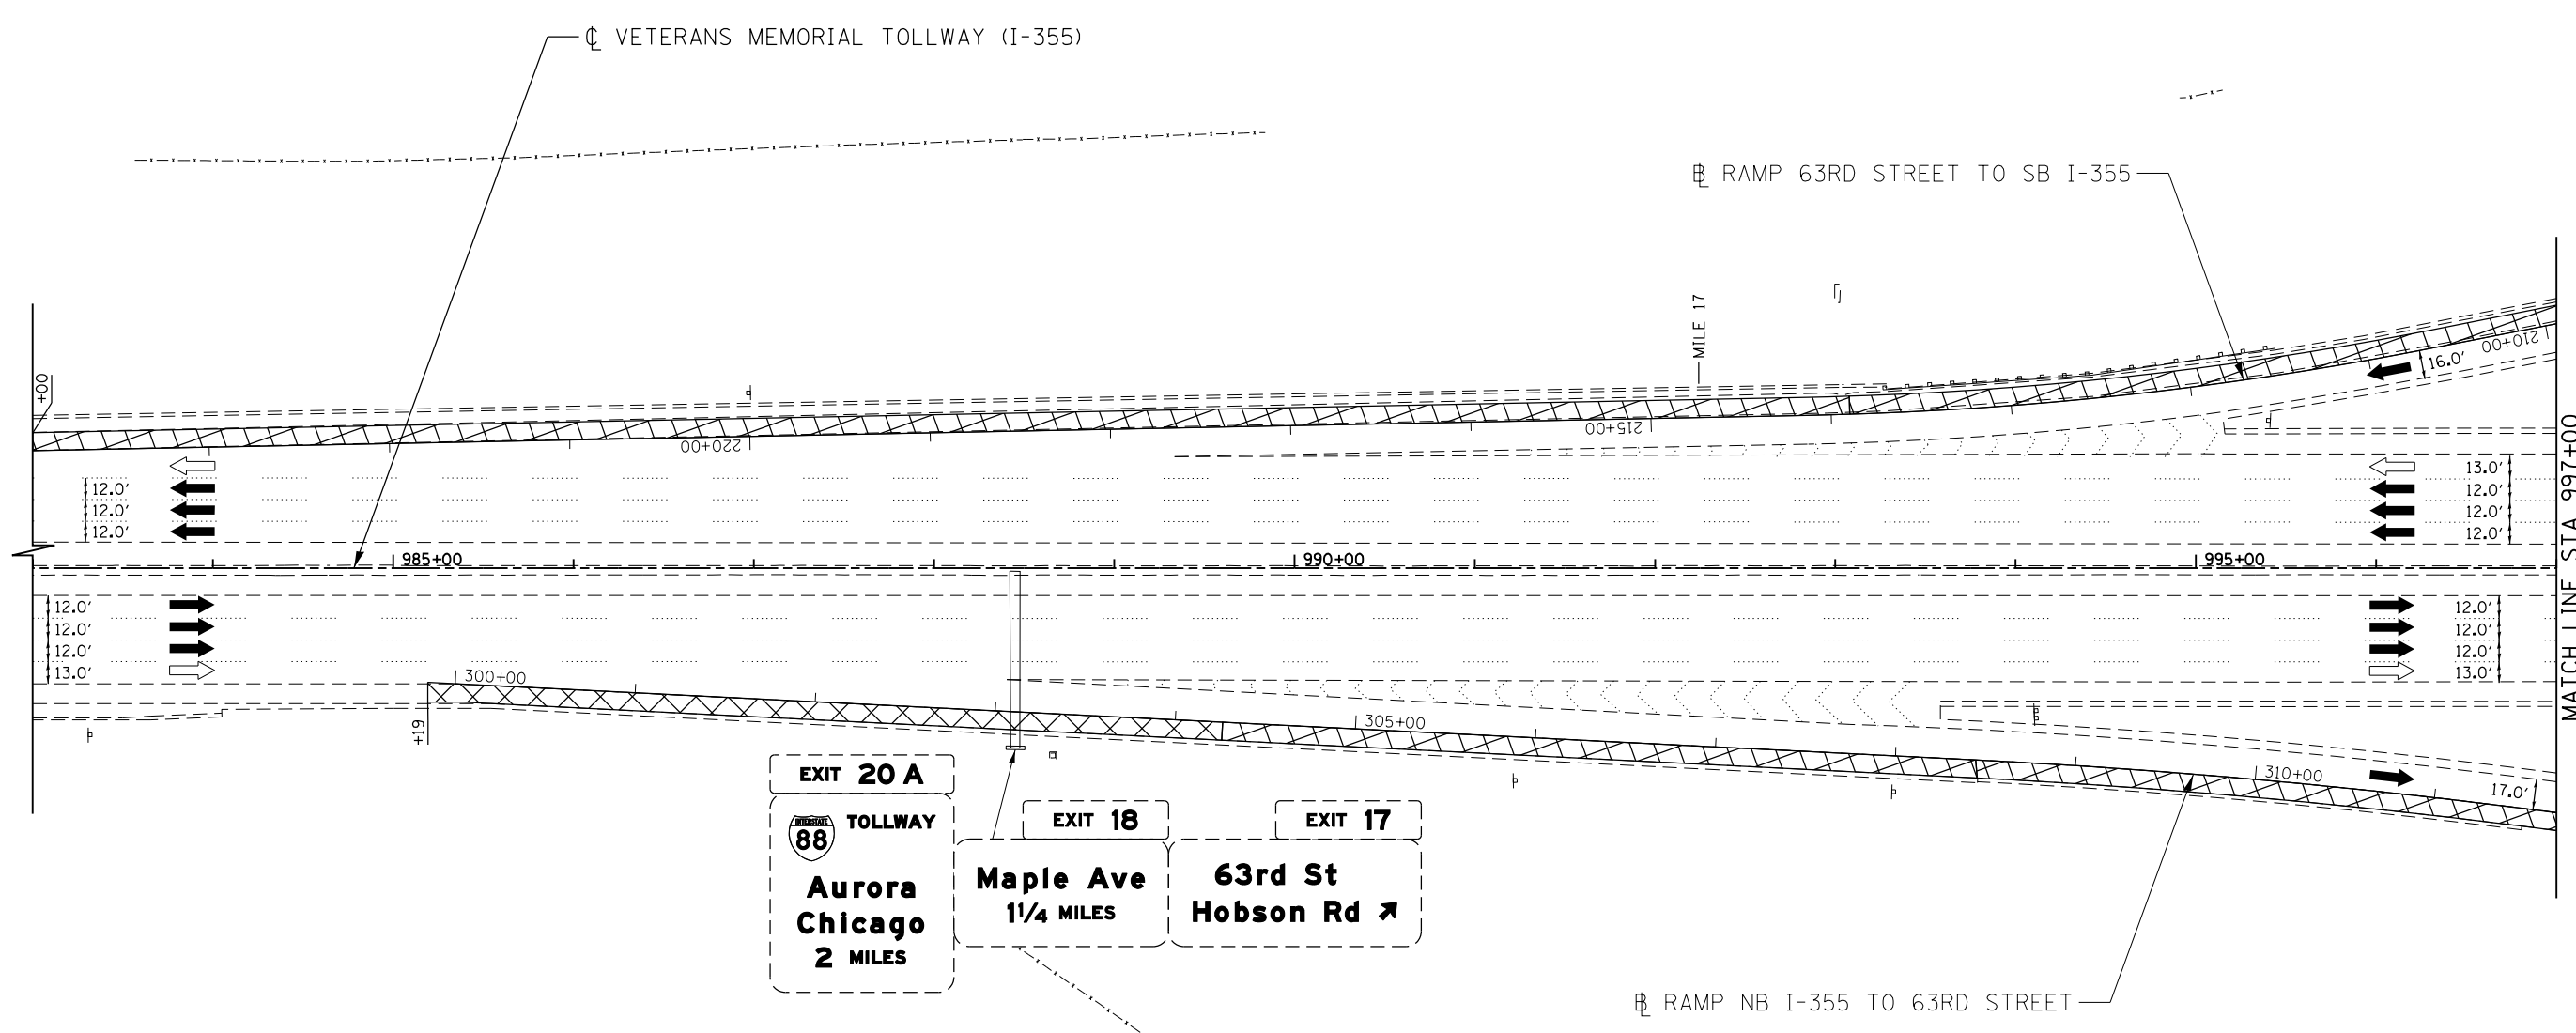 ℄ VETERANS MEMORIAL TOLLWAY (I-355)
℄ RAMP 63RD STREET TO SB I-355
MILE 17
+00
220+00
215+00
210+00
16.0'
12.0'
12.0'
12.0'
13.0'
12.0'
12.0'
12.0'
985+00
990+00
995+00
MATCH LINE STA 997+00
12.0'
12.0'
12.0'
13.0'
12.0'
12.0'
12.0'
13.0'
300+00
+19
305+00
310+00
17.0'
EXIT 20 A
INTERSTATE
88
TOLLWAY
Aurora
Chicago
2 MILES
EXIT 18
Maple Ave
1 1/4 MILES
EXIT 17
63rd St
Hobson Rd ↗
℄ RAMP NB I-355 TO 63RD STREET